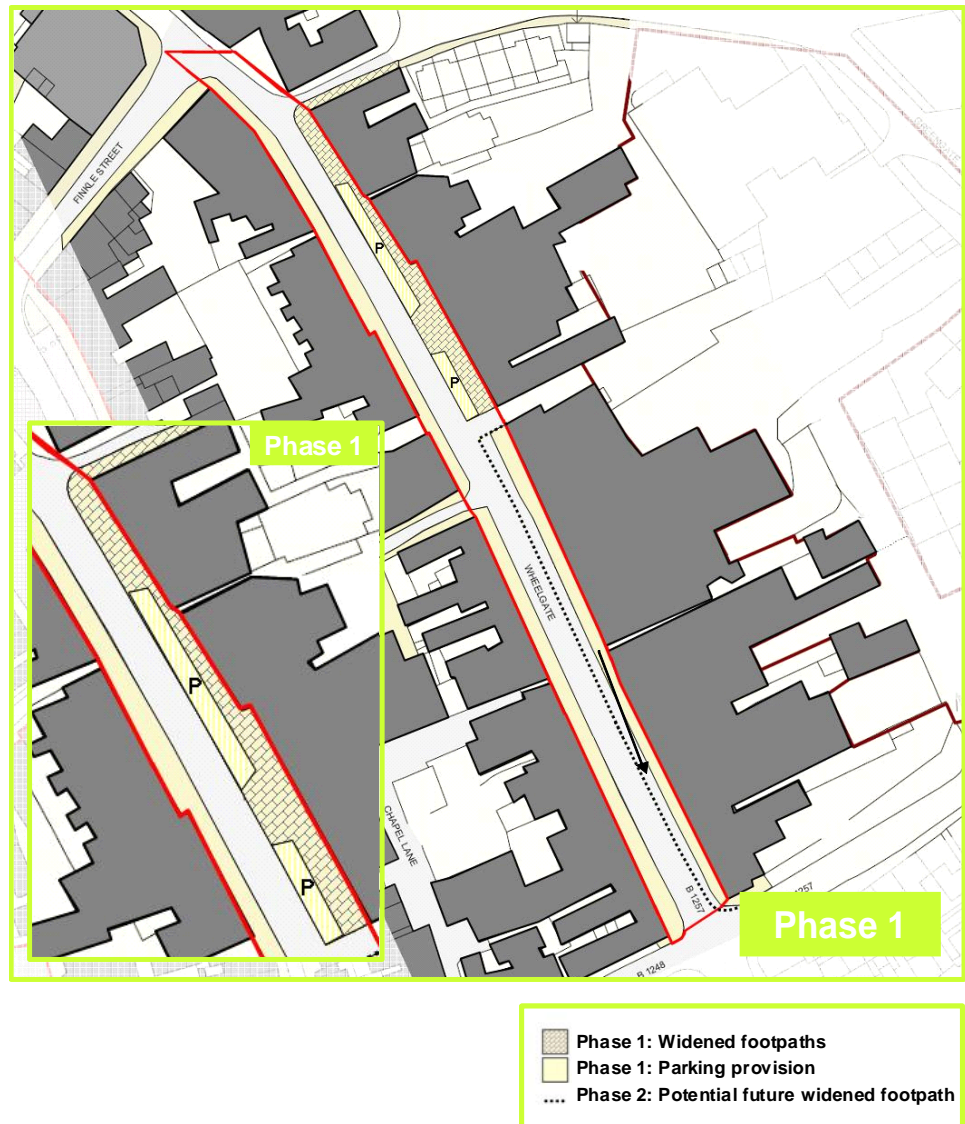 FINKLE STREET
P
P
Phase 1
P
P
WHEELGATE
CHAPEL LANE
B 1257
1257
B 1248
Phase 1
Phase 1: Widened footpaths
Phase 1: Parking provision
Phase 2: Potential future widened footpath